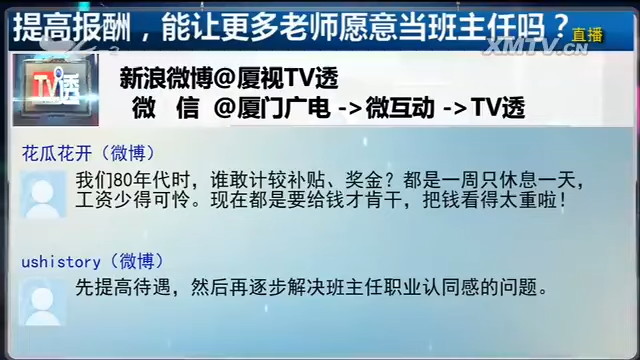 提高报酬，能让更多老师愿意当班主任吗？
直播
XMTV.CN
TV透
新浪微博@厦视TV透
微 信 @厦门广电 ->微互动 ->TV透
花瓜花开（微博）
我们80年代时，谁敢计较补贴、奖金？都是一周只休息一天，
工资少得可怜。现在都是要给钱才肯干，把钱看得太重啦！
ushistory（微博）
先提高待遇，然后再逐步解决班主任职业认同感的问题。